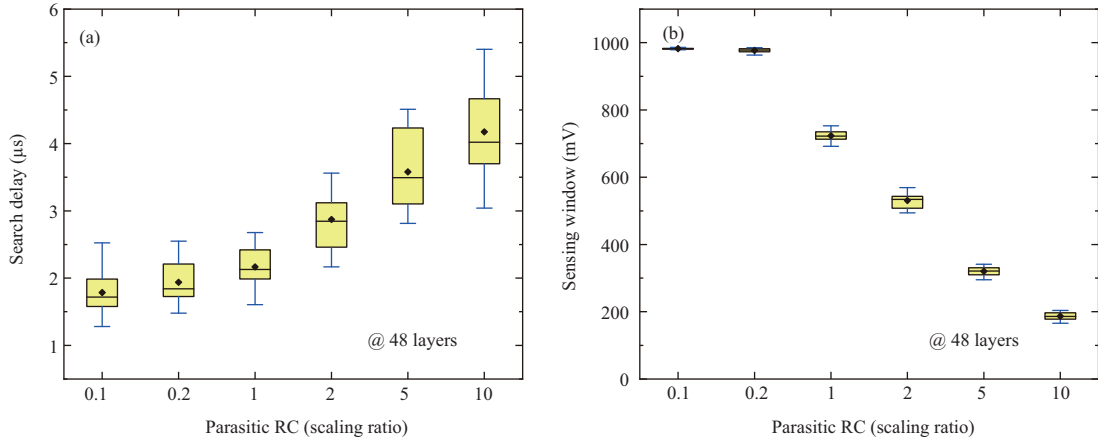 (a)
6
5
4
3
2
1
Search delay (μs)
0.1 0.2 1 2 5 10
Parasitic RC (scaling ratio)
@ 48 layers
(b)
1000
800
600
400
200
0
Sensing window (mV)
0.1 0.2 1 2 5 10
Parasitic RC (scaling ratio)
@ 48 layers